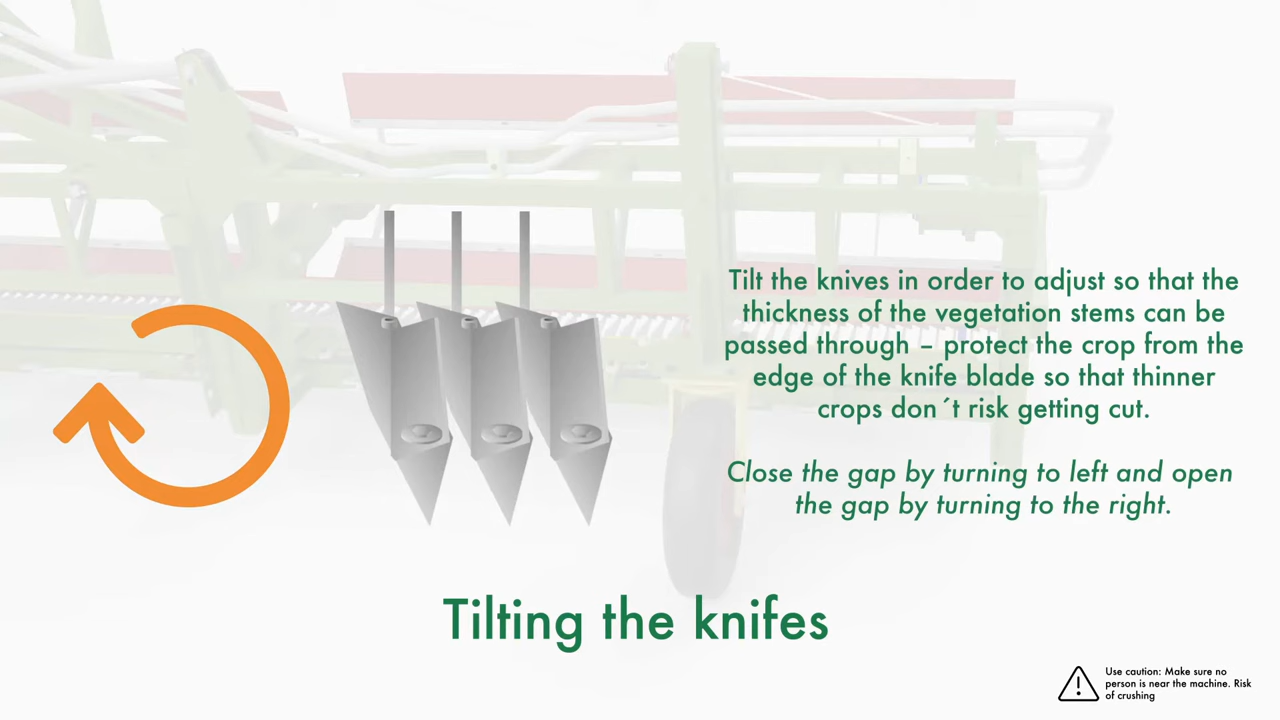 Tilt the knives in order to adjust so that the
thickness of the vegetation stems can be
passed through – protect the crop from the
edge of the knife blade so that thinner
crops don´t risk getting cut.
Close the gap by turning to left and open
the gap by turning to the right.
Tilting the knifes
Use caution: Make sure no
person is near the machine. Risk
of crushing